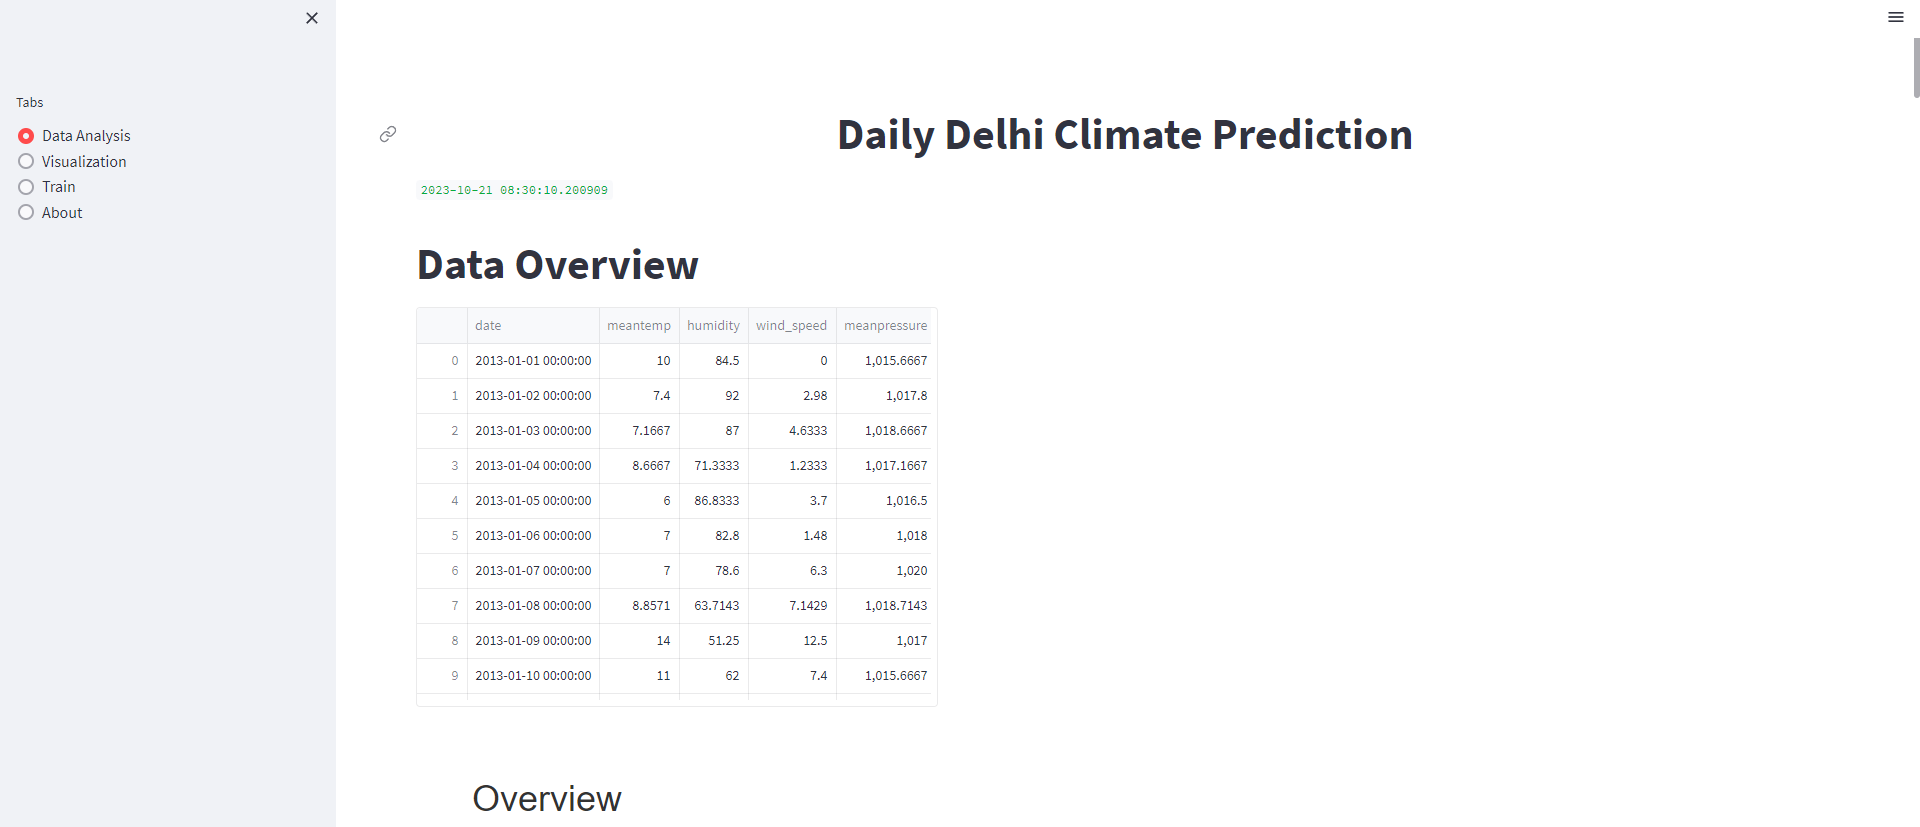 Tabs
Data Analysis
Visualization
Train
About
Daily Delhi Climate Prediction
2023-10-21 08:30:10.200909
Data Overview
date meantemp humidity wind_speed meanpressure
0 2013-01-01 00:00:00 10 84.5 0 1,015.6667
1 2013-01-02 00:00:00 7.4 92 2.98 1,017.8
2 2013-01-03 00:00:00 7.1667 87 4.6333 1,018.6667
3 2013-01-04 00:00:00 8.6667 71.3333 1.2333 1,017.1667
4 2013-01-05 00:00:00 6 86.8333 3.7 1,016.5
5 2013-01-06 00:00:00 7 82.8 1.48 1,018
6 2013-01-07 00:00:00 7 78.6 6.3 1,020
7 2013-01-08 00:00:00 8.8571 63.7143 7.1429 1,018.7143
8 2013-01-09 00:00:00 14 51.25 12.5 1,017
9 2013-01-10 00:00:00 11 62 7.4 1,015.6667
Overview